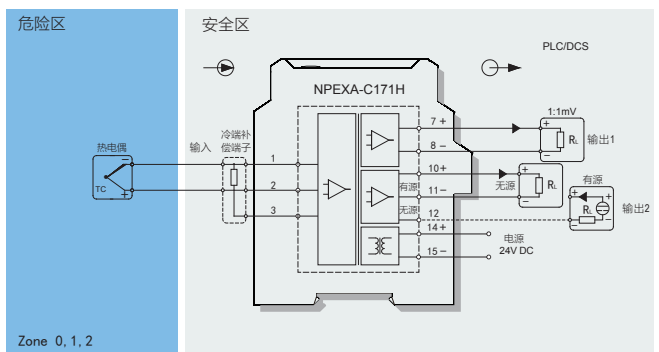 危险区
安全区
PLC/DCS
NPEXA-C171H
1:1mV
7 +
+
RL
输出1
8 −
−
冷端补
偿端子
热电偶
输入
1
−
TC
+
2
3
10+
+
有源
无源
RL
11−
−
无源
12
有源
+
+
RL
−
−
输出2
14 +
电源
24V DC
15 −
Zone 0,1,2